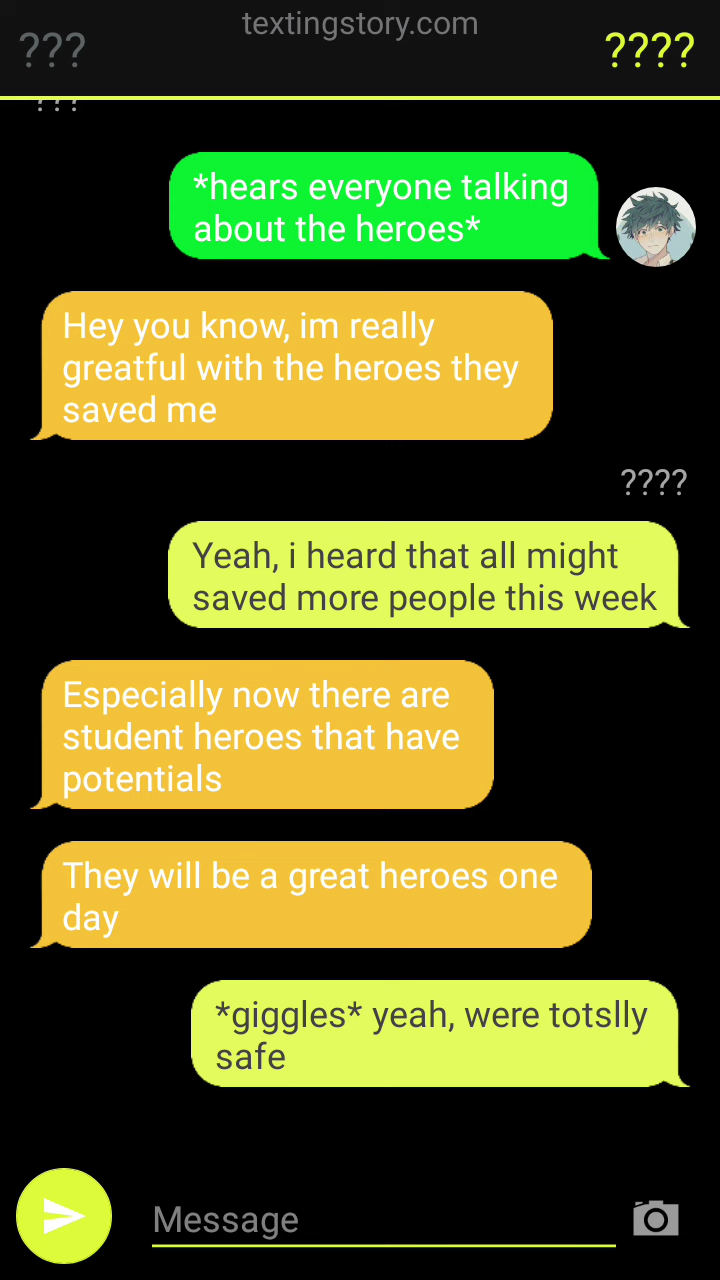 textingstory.com
???
????
???
*hears everyone talking
about the heroes*
Hey you know, im really
greatful with the heroes they
saved me
????
Yeah, i heard that all might
saved more people this week
Especially now there are
student heroes that have
potentials
They will be a great heroes one
day
*giggles* yeah, were totslly
safe
Message